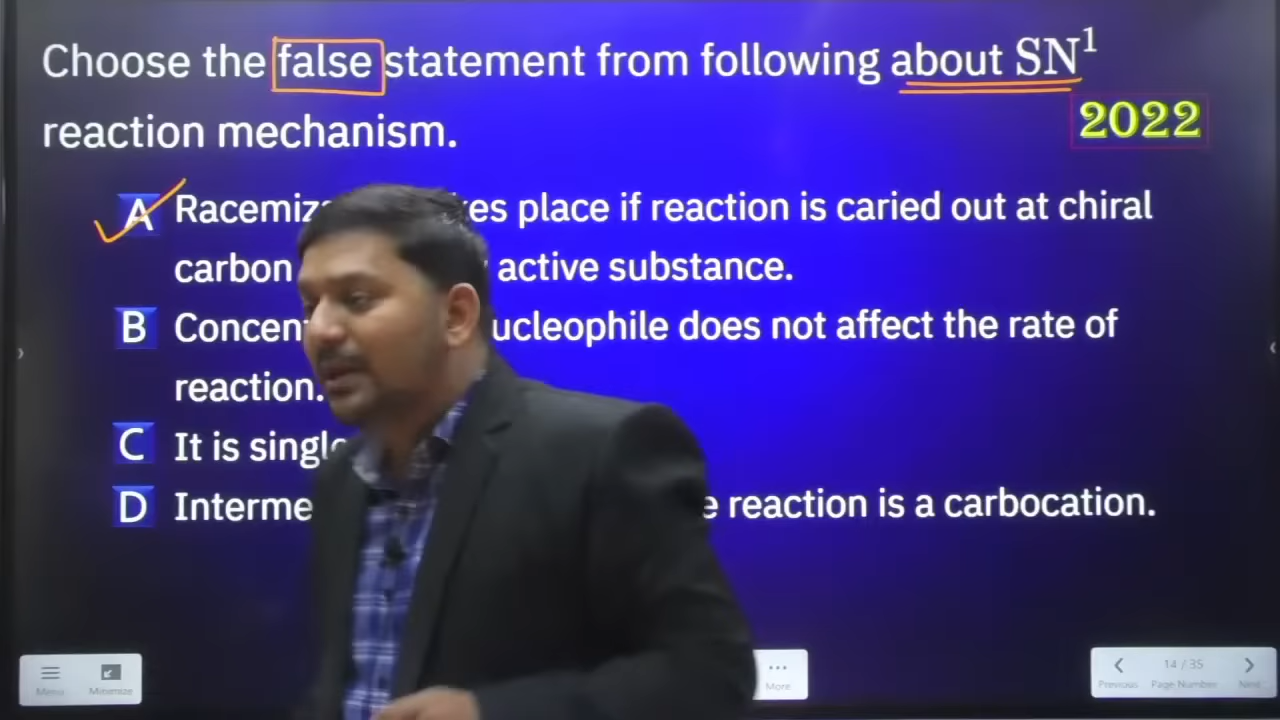 Choose the false statement from following about SN¹
reaction mechanism.
2022
A Racemiz es place if reaction is caried out at chiral
carbon active substance.
B Concen ucleophile does not affect the rate of
reaction.
C It is singl
D Interme reaction is a carbocation.
Menu
Minimize
More
Previous
14 / 35
Page Number
Next